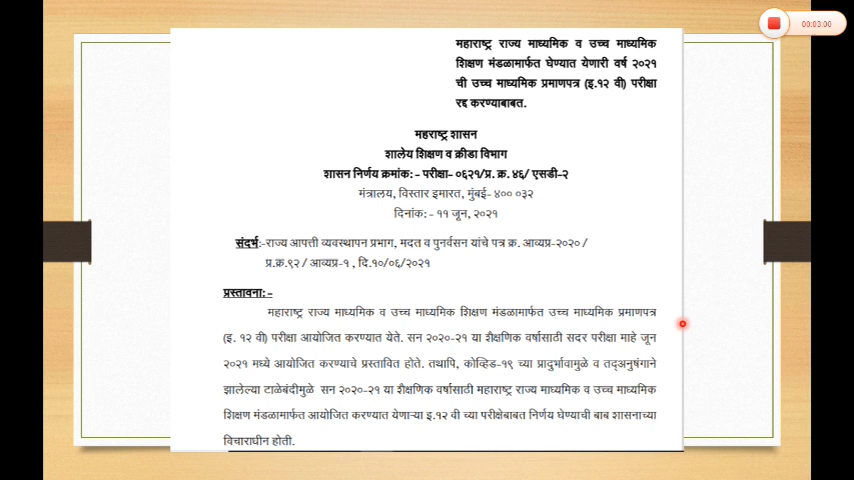 00:03:00
महाराष्ट्र राज्य माध्यमिक व उच्च माध्यमिक
शिक्षण मंडळामार्फत घेण्यात येणारी वर्ष २०२१
ची उच्च माध्यमिक प्रमाणपत्र (इ.१२ वी) परीक्षा
रद्द करण्याबाबत.
महराष्ट्र शासन
शालेय शिक्षण व क्रीडा विभाग
शासन निर्णय क्रमांक: - परीक्षा- ०६२१/प्र. क्र. ४६/ एसडी-२
मंत्रालय, विस्तार इमारत, मुंबई- ४०० ०३२
दिनांक: - ११ जून, २०२१
संदर्भ:-राज्य आपत्ती व्यवस्थापन प्रभाग, मदत व पुनर्वसन यांचे पत्र क्र. आव्यप्र-२०२० /
प्र.क्र.९२ / आव्यप्र-१ , दि.१०/०६/२०२१
प्रस्तावना: -
महाराष्ट्र राज्य माध्यमिक व उच्च माध्यमिक शिक्षण मंडळामार्फत उच्च माध्यमिक प्रमाणपत्र
(इ. १२ वी) परीक्षा आयोजित करण्यात येते. सन २०२०-२१ या शैक्षणिक वर्षासाठी सदर परीक्षा माहे जून
२०२१ मध्ये आयोजित करण्याचे प्रस्तावित होते. तथापि, कोव्हिड-१९ च्या प्रादुर्भावामुळे व तद्अनुषंगाने
झालेल्या टाळेबंदीमुळे सन २०२०-२१ या शैक्षणिक वर्षासाठी महाराष्ट्र राज्य माध्यमिक व उच्च माध्यमिक
शिक्षण मंडळामार्फत आयोजित करण्यात येणाऱ्या इ.१२ वी च्या परीक्षेबाबत निर्णय घेण्याची बाब शासनाच्या
विचाराधीन होती.